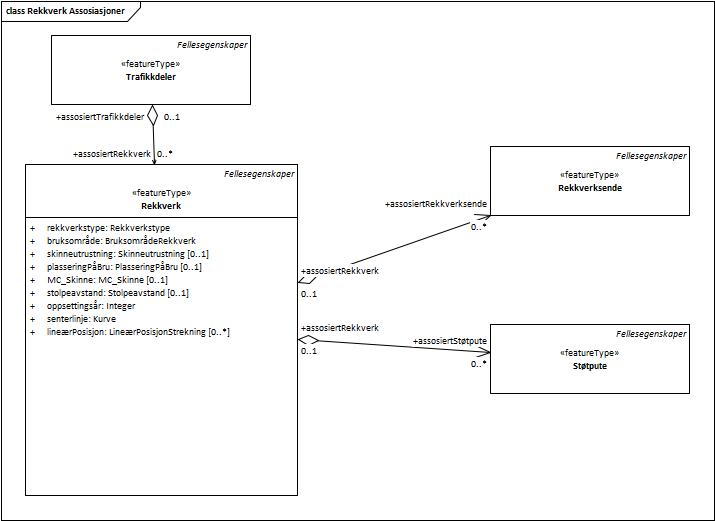 class Rekkverk Assosiasjoner
Fellesegenskaper
«featureType»
Trafikkdeler
+assosiertTrafikkdeler 0..1
+assosiertRekkverk 0..*
Fellesegenskaper
«featureType»
Rekkverk
+ rekkverkstype: Rekkverkstype
+ bruksområde: BruksområdeRekkverk
+ skinneutrustning: Skinneutrustning [0..1]
+ plasseringPåBru: PlasseringPåBru [0..1]
+ MC_Skinne: MC_Skinne [0..1]
+ stolpeavstand: Stolpeavstand [0..1]
+ oppsettingsår: Integer
+ senterlinje: Kurve
+ lineærPosisjon: LineærPosisjonStrekning [0..*]
Fellesegenskaper
«featureType»
Rekkverksende
+assosiertRekkverksende
0..*
+assosiertRekkverk
0..1
+assosiertRekkverk
0..1
+assosiertStøtpute
0..*
Fellesegenskaper
«featureType»
Støtpute